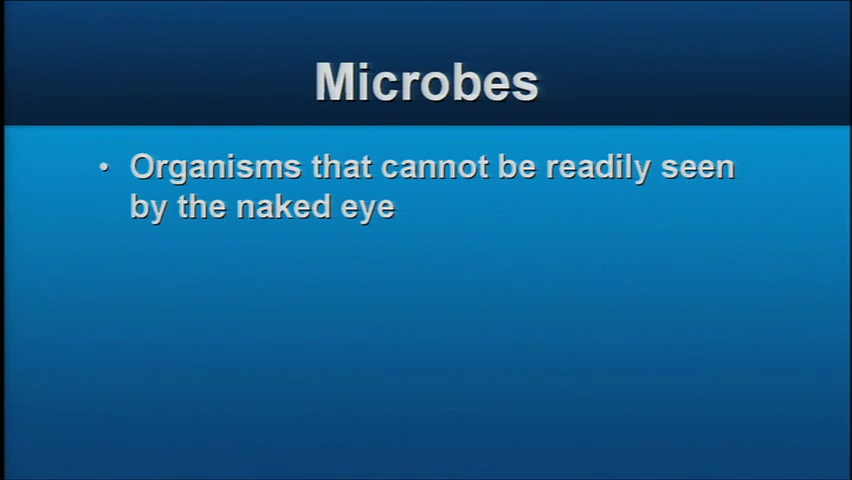 Microbes
• Organisms that cannot be readily seen
by the naked eye